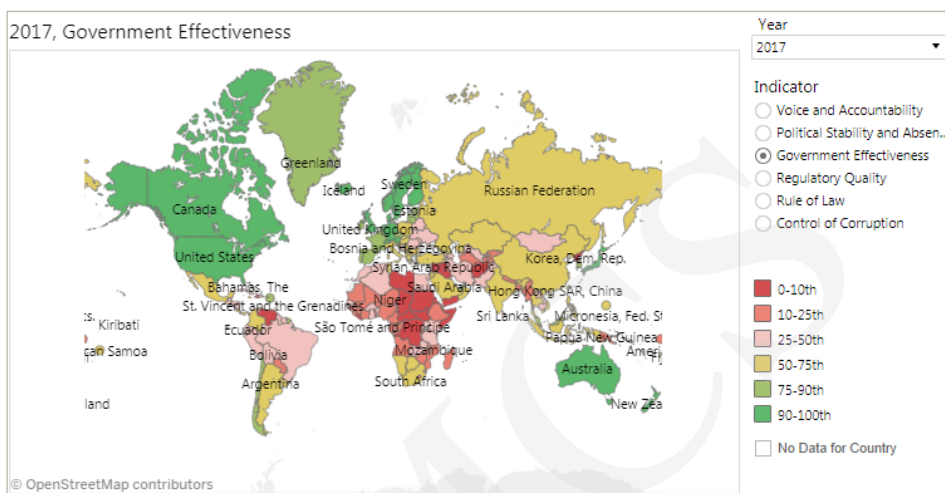 2017, Government Effectiveness
Year
2017
Indicator
Voice and Accountability
Political Stability and Absen..
Government Effectiveness
Regulatory Quality
Rule of Law
Control of Corruption
Greenland
Iceland
Sweden
Russian Federation
Canada
Estonia
United Kingdom
United States
Bosnia and Herzegovina
Korea, Dem. Rep.
Syrian Arab Republic
Bahamas, The
Saudi Arabia
Hong Kong SAR, China
St. Vincent and the Grenadines
Niger
Kiribati
Ecuador
São Tomé and Principe
Sri Lanka
Micronesia, Fed. St
can Samoa
Bolivia
Mozambique
Papua New Guinea
Ameri
Argentina
South Africa
Australia
land
New Zea
0-10th
10-25th
25-50th
50-75th
75-90th
90-100th
No Data for Country
© OpenStreetMap contributors